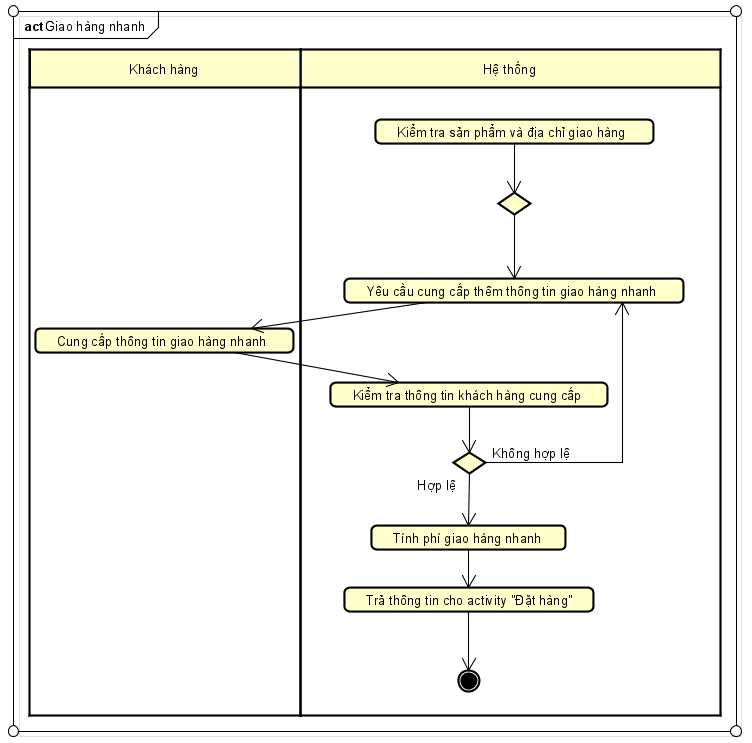 act Giao hàng nhanh
Khách hàng
Hệ thống
Kiểm tra sản phẩm và địa chỉ giao hàng
Yêu cầu cung cấp thêm thông tin giao hàng nhanh
Cung cấp thông tin giao hàng nhanh
Kiểm tra thông tin khách hàng cung cấp
Không hợp lệ
Hợp lệ
Tính phí giao hàng nhanh
Trả thông tin cho activity "Đặt hàng"